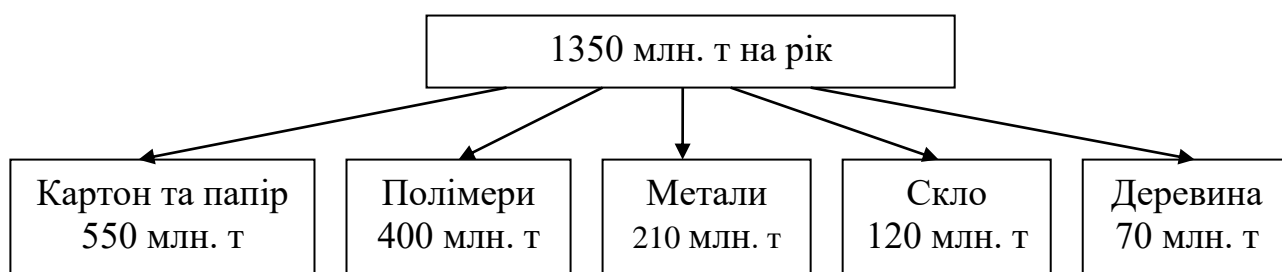 1350 млн. т на рік
Картон та папір
550 млн. т
Полімери
400 млн. т
Метали
210 млн. т
Скло
120 млн. т
Деревина
70 млн. т